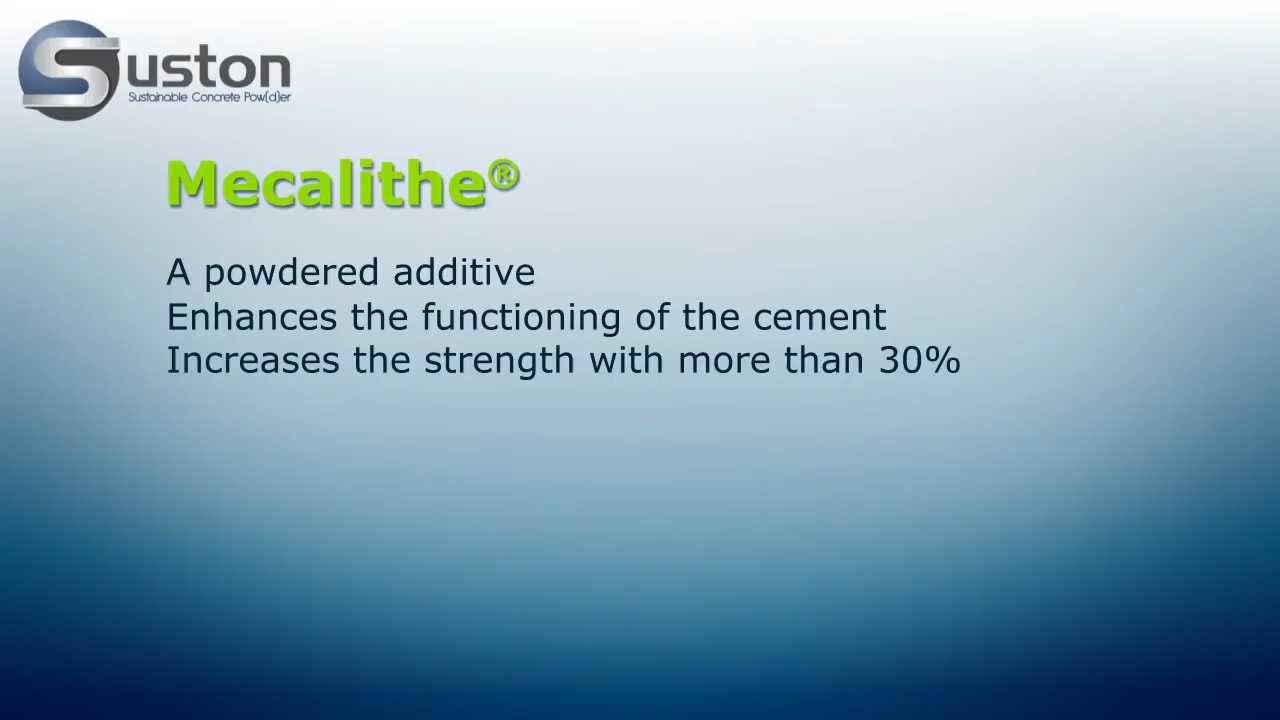 Suston
Sustainable Concrete Pow(d)er
Mecalithe®
A powdered additive
Enhances the functioning of the cement
Increases the strength with more than 30%